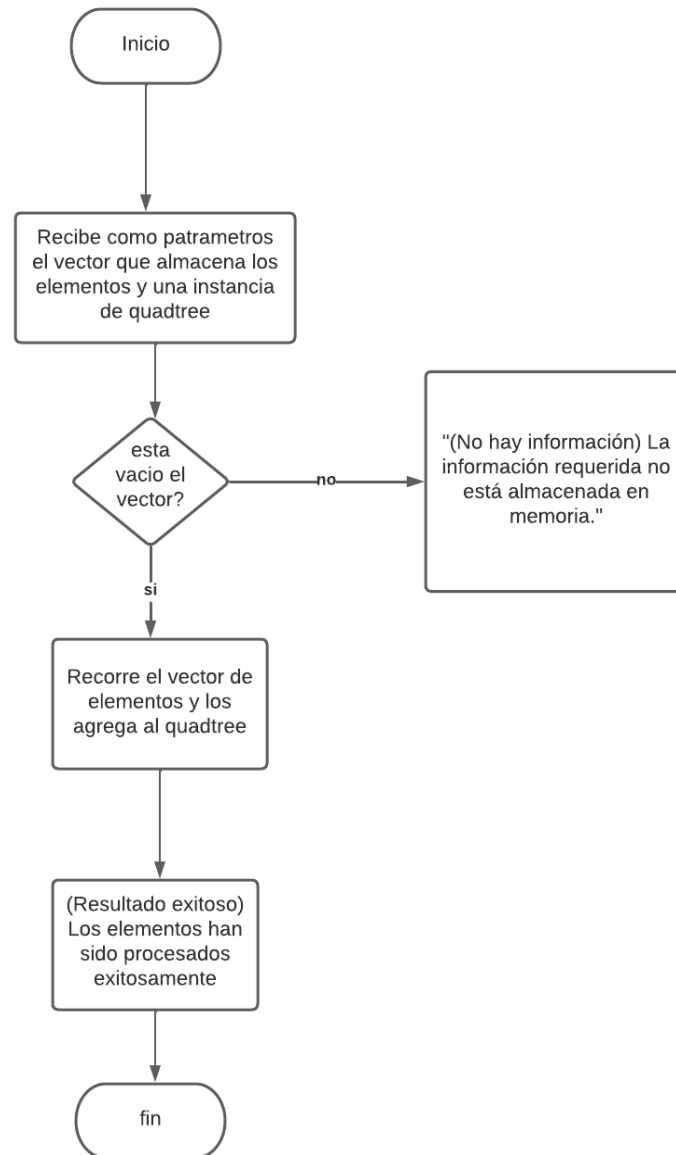 Inicio
Recibe como patrametros
el vector que almacena los
elementos y una instancia
de quadtree
esta
vacio el
vector?
no
"(No hay información) La
información requerida no
está almacenada en
memoria."
si
Recorre el vector de
elementos y los
agrega al quadtree
(Resultado exitoso)
Los elementos han
sido procesados
exitosamente
fin